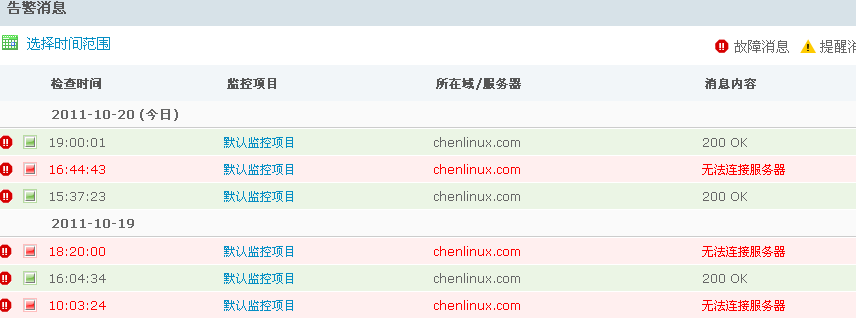 告警消息
选择时间范围 故障消息 提醒消
检查时间 监控项目 所在域/服务器 消息内容
2011-10-20 (今日)
19:00:01 默认监控项目 chenlinux.com 200 OK
16:44:43 默认监控项目 chenlinux.com 无法连接服务器
15:37:23 默认监控项目 chenlinux.com 200 OK
2011-10-19
18:20:00 默认监控项目 chenlinux.com 无法连接服务器
16:04:34 默认监控项目 chenlinux.com 200 OK
10:03:24 默认监控项目 chenlinux.com 无法连接服务器